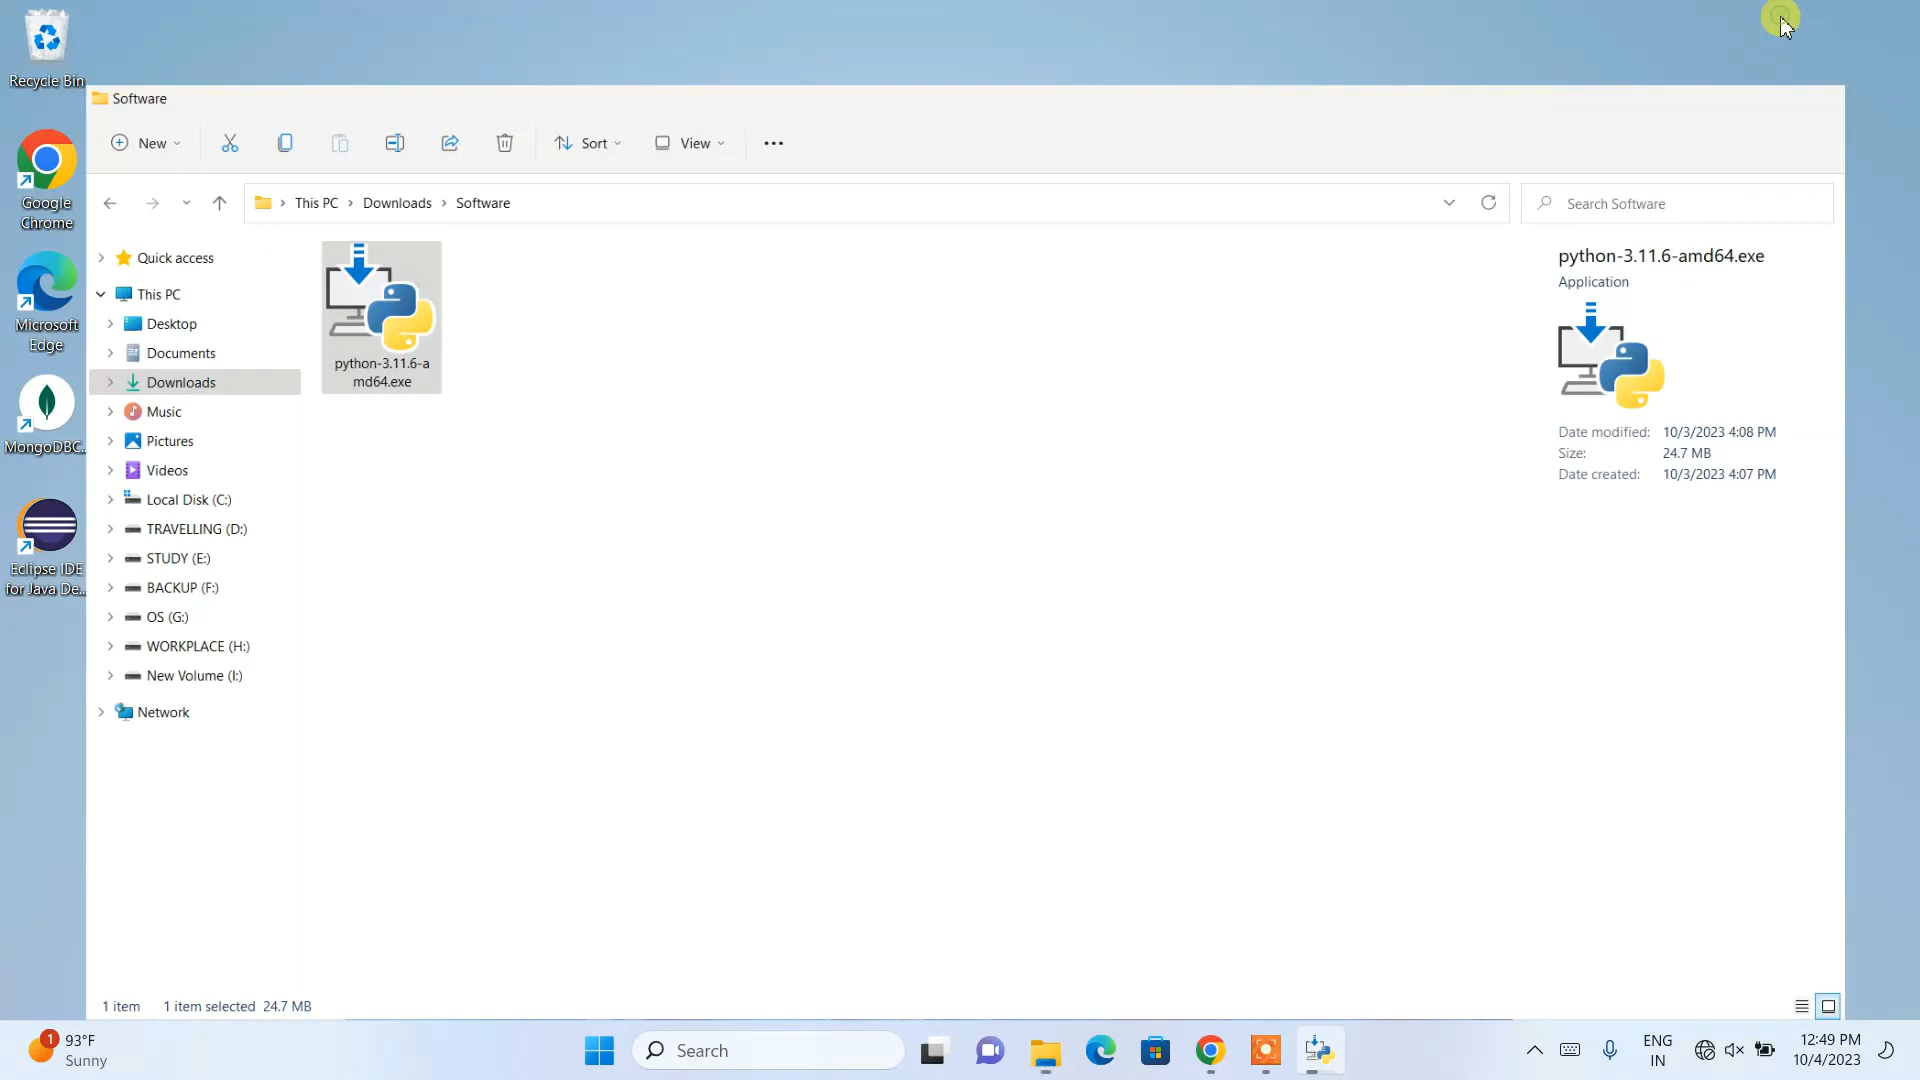 Recycle Bin
Google
Chrome
Microsoft
Edge
MongoDBC...
Eclipse IDE
for Java De...
Software
New
Sort
View
This PC
Downloads
Software
Search Software
Quick access
This PC
Desktop
Documents
Downloads
Music
Pictures
Videos
Local Disk (C:)
TRAVELLING (D:)
STUDY (E:)
BACKUP (F:)
OS (G:)
WORKPLACE (H:)
New Volume (I:)
Network
python-3.11.6-a
md64.exe
python-3.11.6-amd64.exe
Application
Date modified: 10/3/2023 4:08 PM
Size: 24.7 MB
Date created: 10/3/2023 4:07 PM
1 item 1 item selected 24.7 MB
1
93°F
Sunny
Search
ENG
IN
12:49 PM
10/4/2023